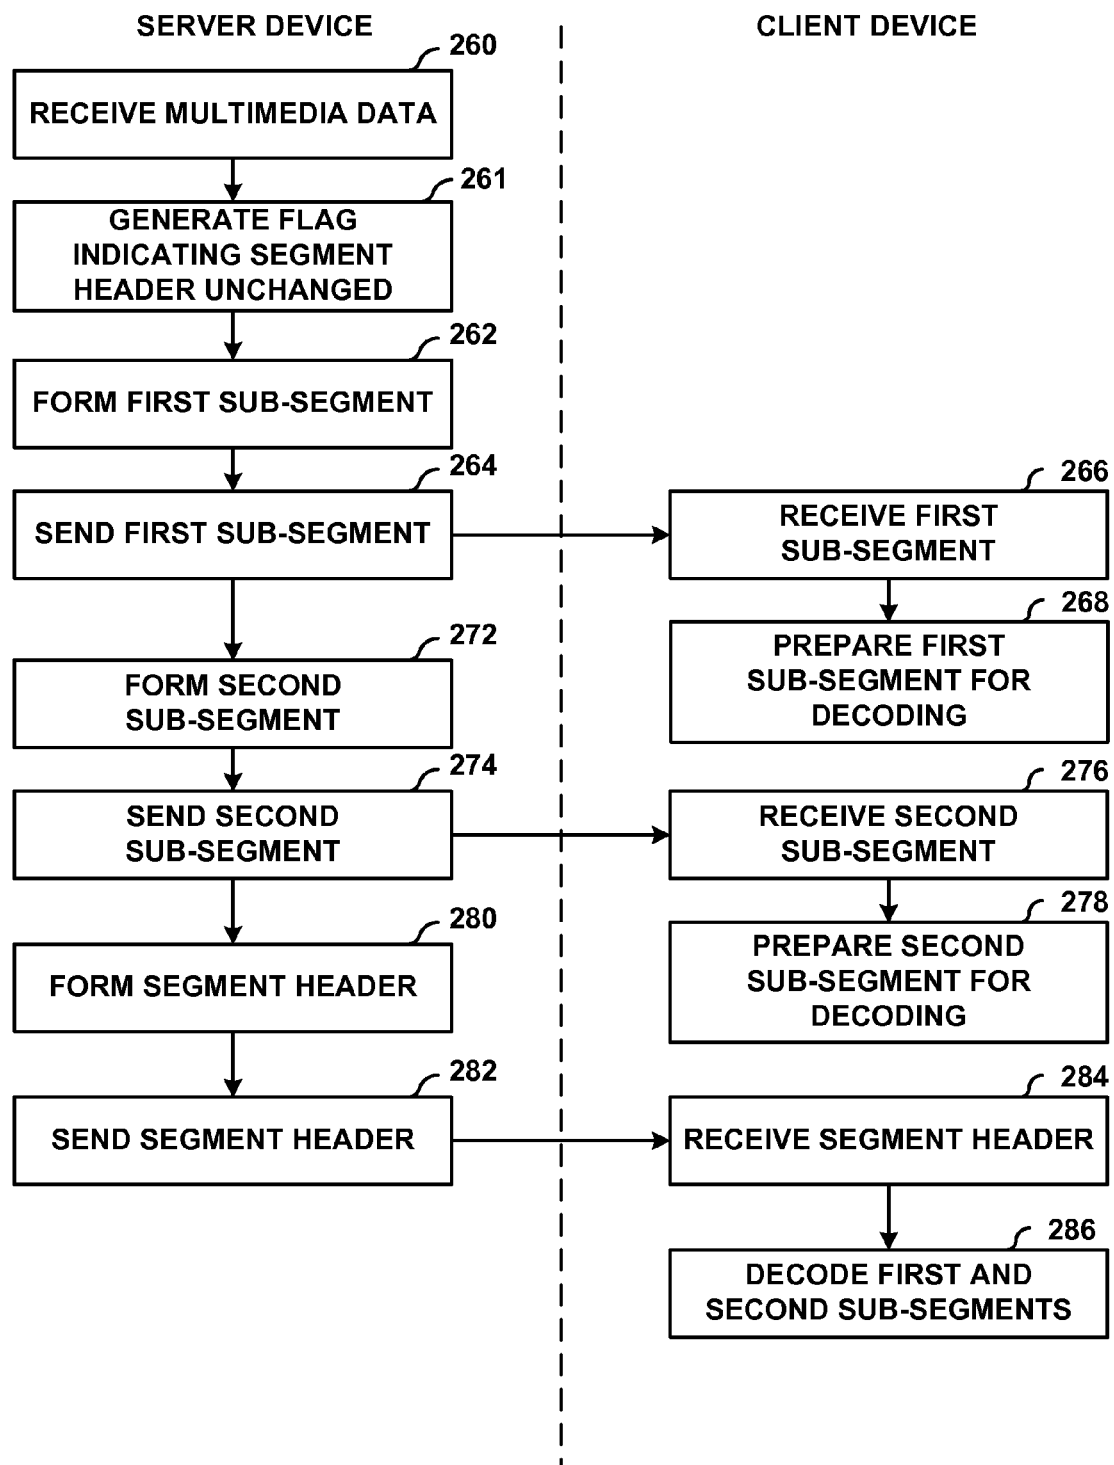 SERVER DEVICE
CLIENT DEVICE
260
RECEIVE MULTIMEDIA DATA
261
GENERATE FLAG
INDICATING SEGMENT
HEADER UNCHANGED
262
FORM FIRST SUB-SEGMENT
264
SEND FIRST SUB-SEGMENT
266
RECEIVE FIRST
SUB-SEGMENT
268
PREPARE FIRST
SUB-SEGMENT FOR
DECODING
272
FORM SECOND
SUB-SEGMENT
274
SEND SECOND
SUB-SEGMENT
276
RECEIVE SECOND
SUB-SEGMENT
278
PREPARE SECOND
SUB-SEGMENT FOR
DECODING
280
FORM SEGMENT HEADER
282
SEND SEGMENT HEADER
284
RECEIVE SEGMENT HEADER
286
DECODE FIRST AND
SECOND SUB-SEGMENTS